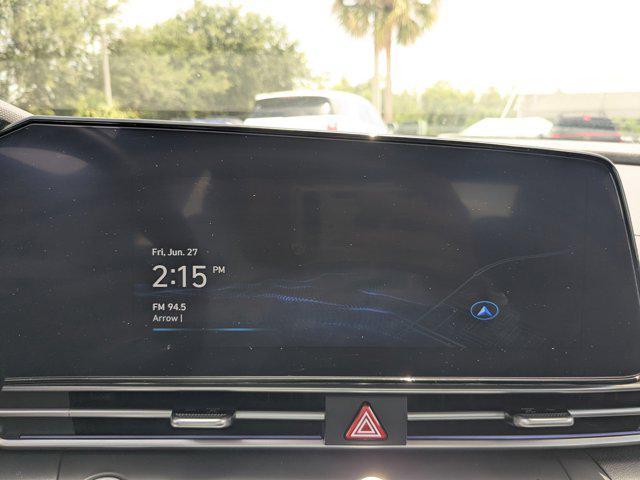 Fri, Jun. 27
2:15 PM
FM 94.5
Arrow |